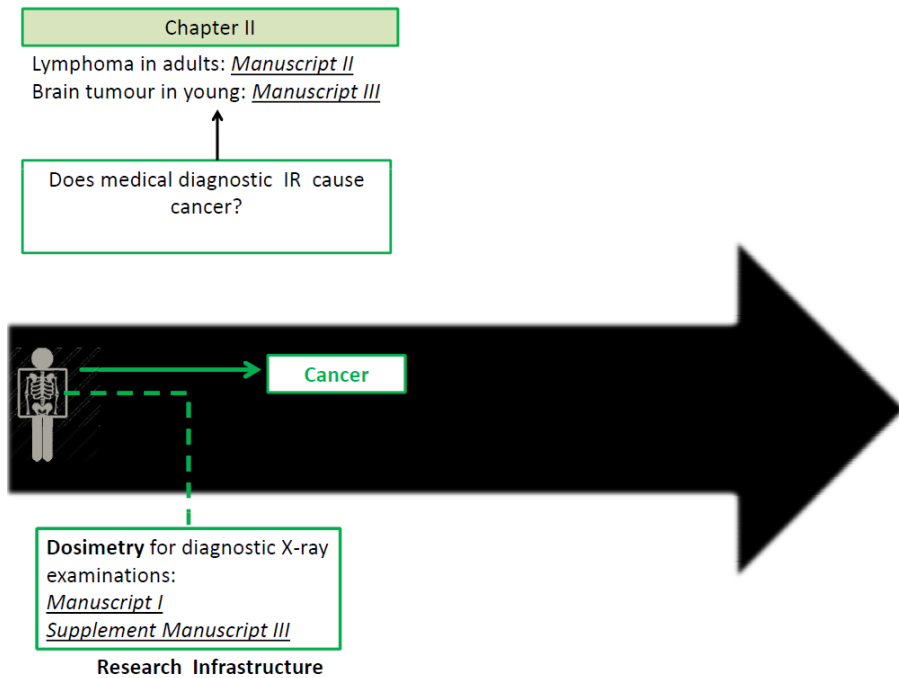 Chapter II
Lymphoma in adults: Manuscript II
Brain tumour in young: Manuscript III
Does medical diagnostic IR cause
cancer?
Cancer
Dosimetry for diagnostic X-ray
examinations:
Manuscript I
Supplement Manuscript III
Research Infrastructure